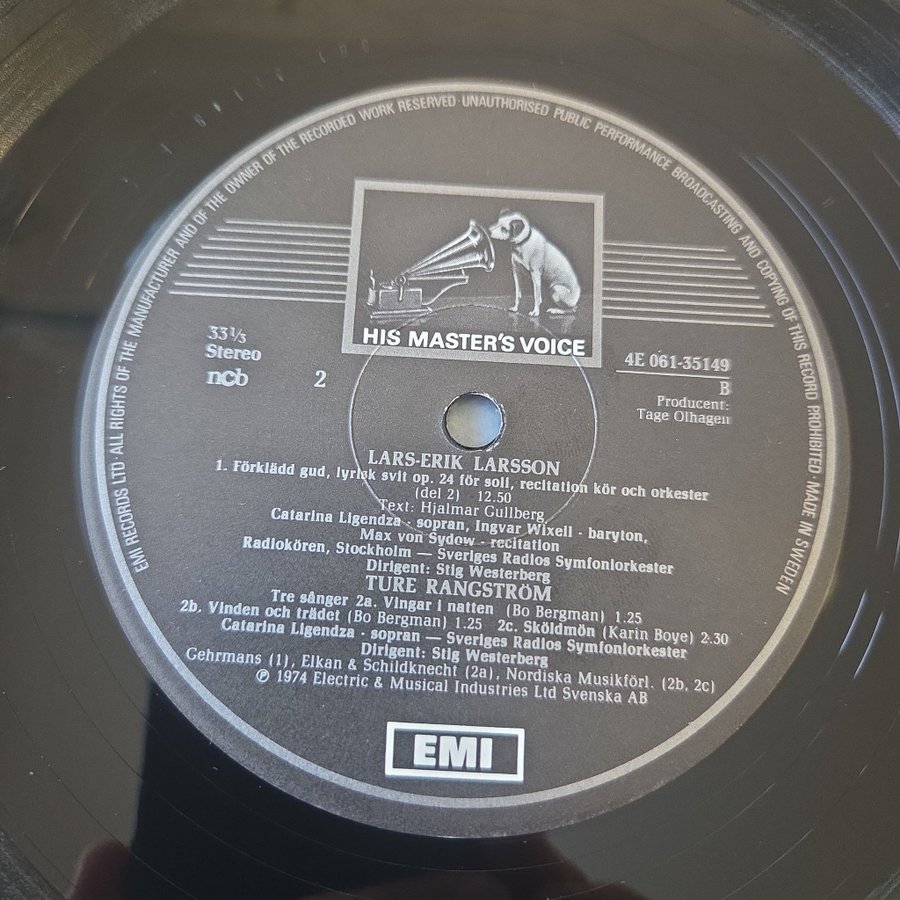 EMI RECORDS LTD · ALL RIGHTS OF THE MANUFACTURER AND OF THE OWNER OF THE RECORDED WORK RESERVED · UNAUTHORISED PUBLIC PERFORMANCE BROADCASTING AND COPYING OF THIS RECORD PROHIBITED · MADE IN SWEDEN
HIS MASTER'S VOICE
33 1/3
Stereo
ncb 2
4E 061-35149
B
Producent:
Tage Olhagen
LARS-ERIK LARSSON
1. Förklädd gud, lyrisk svit op. 24 för soli, recitation kör och orkester
(del 2) 12.50
Text: Hjalmar Gullberg
Catarina Ligendza - sopran, Ingvar Wixell - baryton,
Max von Sydow - recitation
Radiokören, Stockholm — Sveriges Radios Symfoniorkester
Dirigent: Stig Westerberg
TURE RANGSTRÖM
Tre sånger 2a. Vingar i natten (Bo Bergman) 1.25
2b. Vinden och trädet (Bo Bergman) 1.25 2c. Sköldmön (Karin Boye) 2:30
Catarina Ligendza - sopran — Sveriges Radios Symfoniorkester
Dirigent: Stig Westerberg
Gehrmans (1), Elkan & Schildknecht (2a), Nordiska Musikförl. (2b, 2c)
℗ 1974 Electric & Musical Industries Ltd Svenska AB
EMI